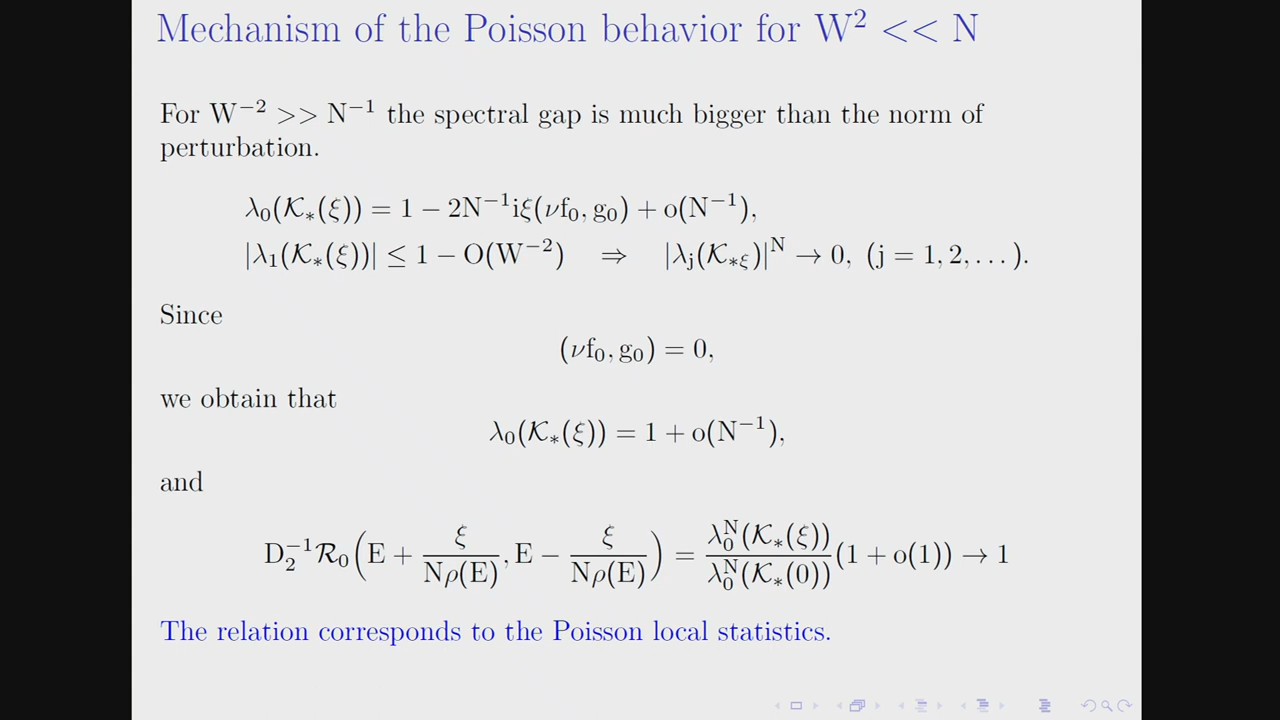 Mechanism of the Poisson behavior for W² << N
For W⁻² >> N⁻¹ the spectral gap is much bigger than the norm of
perturbation.
λ₀(𝒦∗(ξ)) = 1 − 2N⁻¹iξ(νf₀, g₀) + o(N⁻¹),
|λ₁(𝒦∗(ξ))| ≤ 1 − O(W⁻²) ⇒ |λⱼ(𝒦∗ξ)|ᴺ → 0, (j = 1, 2, . . . ).
Since
(νf₀, g₀) = 0,
we obtain that
λ₀(𝒦∗(ξ)) = 1 + o(N⁻¹),
and
D₂⁻¹ℛ₀(E + ξ/Nρ(E), E − ξ/Nρ(E)) = λ₀ᴺ(𝒦∗(ξ))/λ₀ᴺ(𝒦∗(0)) (1 + o(1)) → 1
The relation corresponds to the Poisson local statistics.